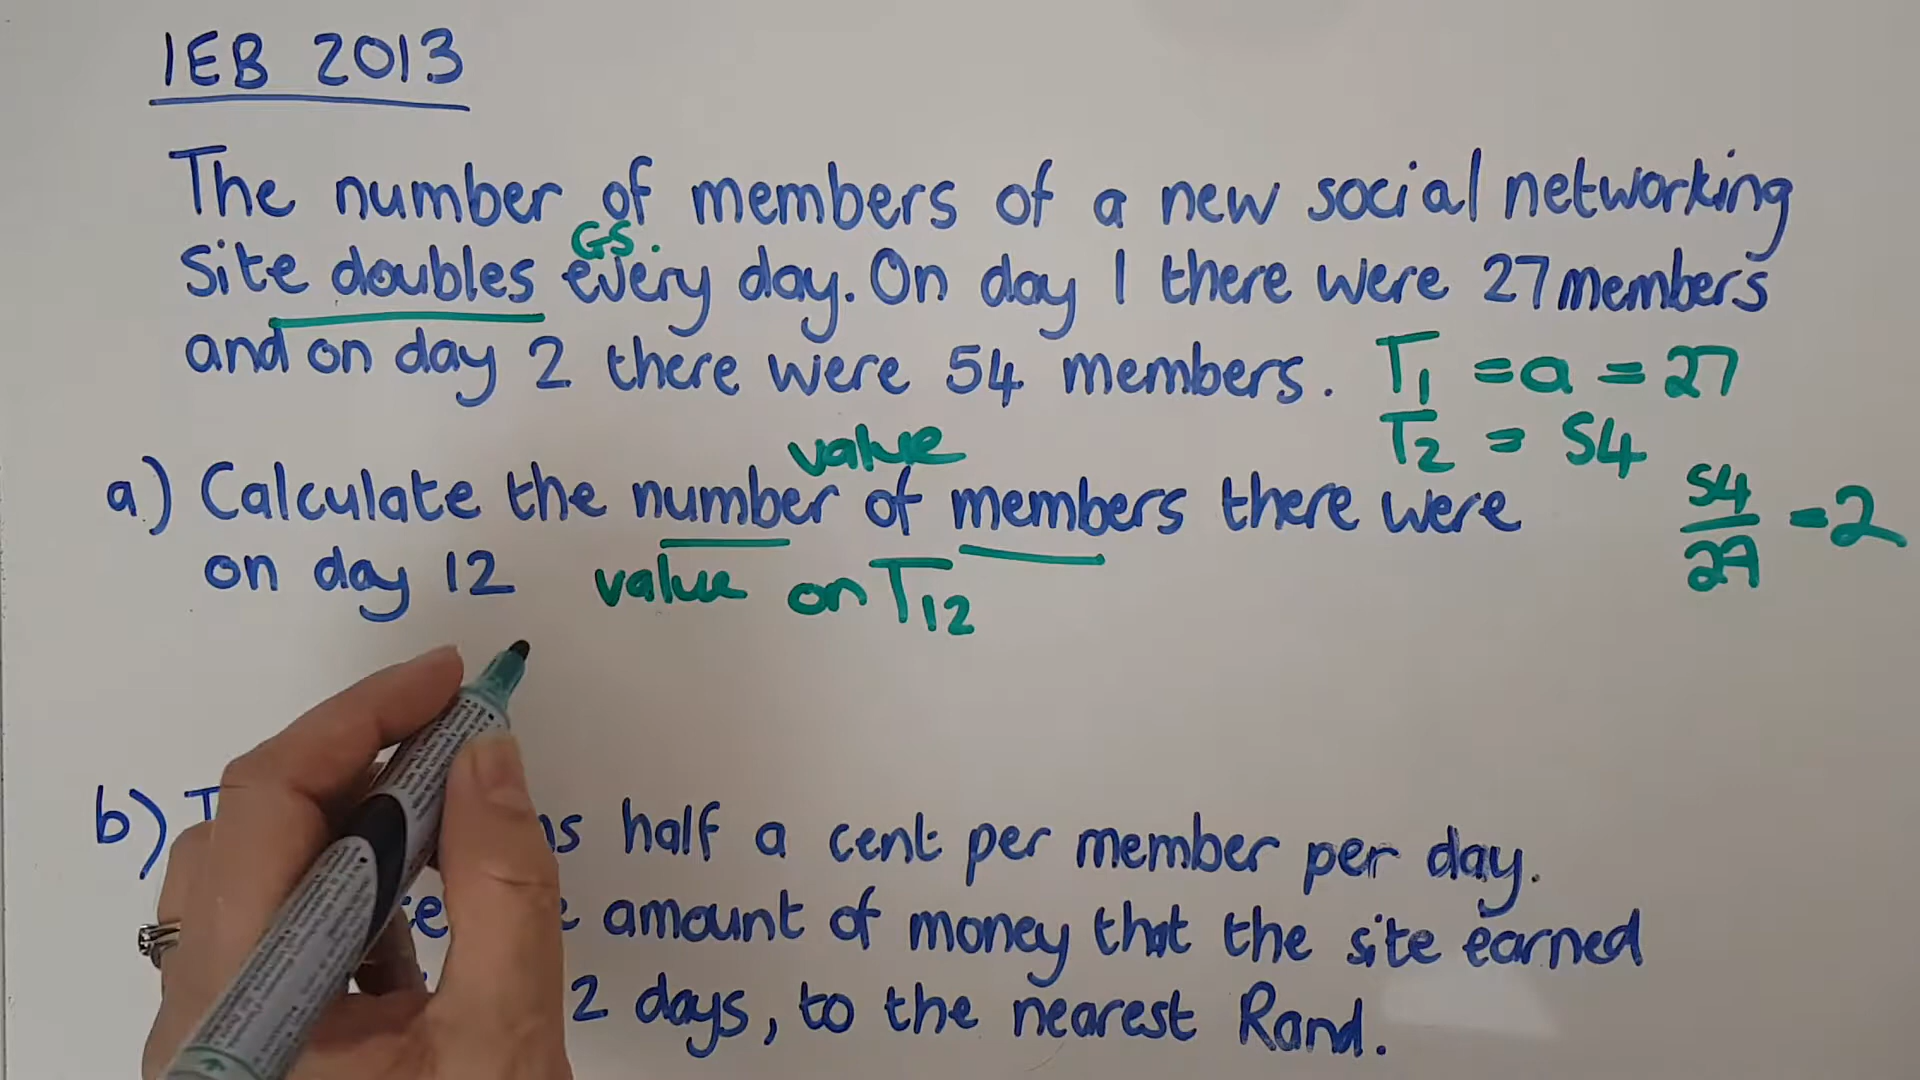 IEB 2013
The number of members of a new social networking
GS.
Site doubles every day. On day 1 there were 27 members
and on day 2 there were 54 members. T1 = a = 27
T2 = 54
value
a) Calculate the number of members there were
54/27 = 2
on day 12 value on T12
b) half a cent per member per day.
amount of money that the site earned
2 days, to the nearest Rand.